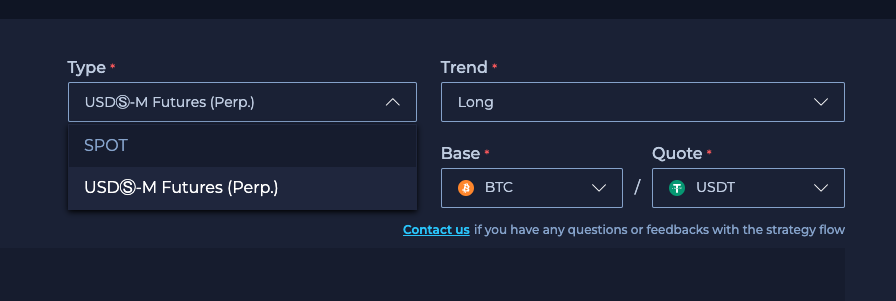 Type *
Trend *
USDⓈ-M Futures (Perp.)
Long
SPOT
USDⓈ-M Futures (Perp.)
Base *
Quote *
BTC
/
USDT
Contact us if you have any questions or feedbacks with the strategy flow